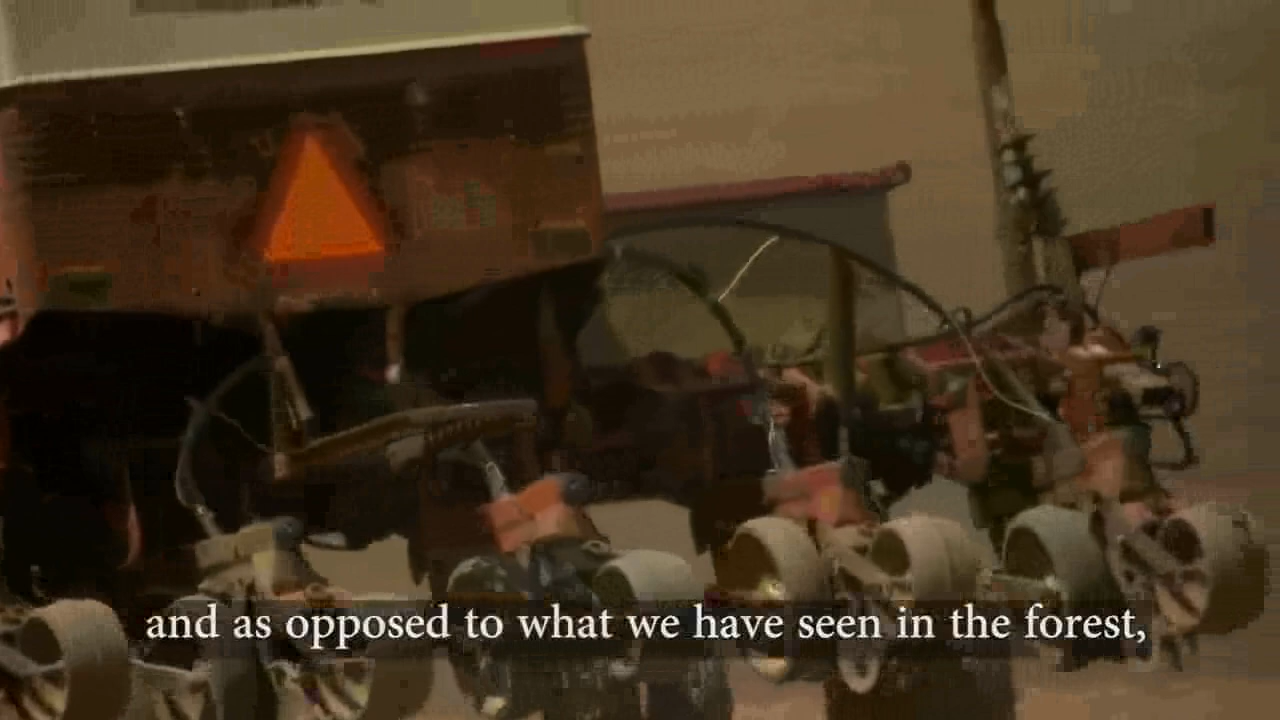 and as opposed to what we have seen in the forest,